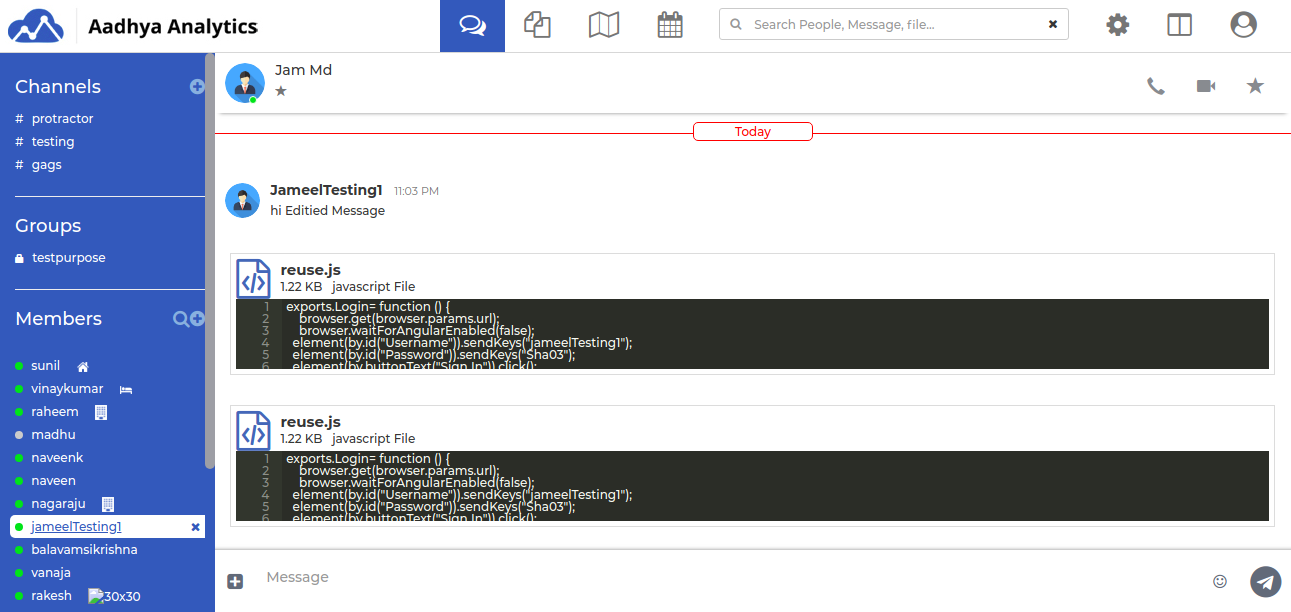 Aadhya Analytics
Search People, Message, file...
Channels
# protractor
# testing
# gags
Groups
testpurpose
Members
sunil
vinaykumar
raheem
madhu
naveenk
naveen
nagaraju
jameelTesting1
balavamsikrishna
vanaja
rakesh 30x30
Jam Md
Today
JameelTesting1 11:03 PM
hi Editied Message
reuse.js
1.22 KB javascript File
1 exports.Login= function () {
2 browser.get(browser.params.url);
3 browser.waitForAngularEnabled(false);
4 element(by.id("Username")).sendKeys("jameelTesting1");
5 element(by.id("Password")).sendKeys("Sha03");
6 element(by.buttonText("Sign In")).click();
reuse.js
1.22 KB javascript File
1 exports.Login= function () {
2 browser.get(browser.params.url);
3 browser.waitForAngularEnabled(false);
4 element(by.id("Username")).sendKeys("jameelTesting1");
5 element(by.id("Password")).sendKeys("Sha03");
6 element(by.buttonText("Sign In")).click();
Message